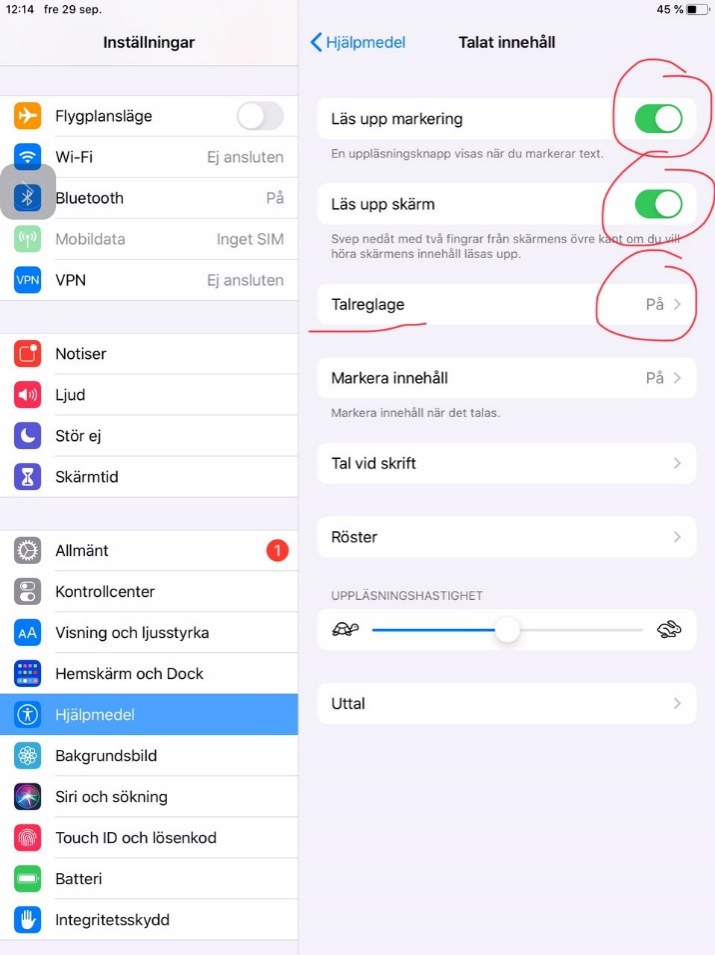 12:14 fre 29 sep.
45 %
Inställningar
Hjälpmedel
Talat innehåll
Flygplansläge
Wi-Fi Ej ansluten
Bluetooth På
Mobildata Inget SIM
VPN VPN Ej ansluten
Notiser
Ljud
Stör ej
Skärmtid
Allmänt 1
Kontrollcenter
AA Visning och ljusstyrka
Hemskärm och Dock
Hjälpmedel
Bakgrundsbild
Siri och sökning
Touch ID och lösenkod
Batteri
Integritetsskydd
Läs upp markering
En uppläsningsknapp visas när du markerar text.
Läs upp skärm
Svep nedåt med två fingrar från skärmens övre kant om du vill
höra skärmens innehåll läsas upp.
Talreglage På
Markera innehåll På
Markera innehåll när det talas.
Tal vid skrift
Röster
UPPLÄSNINGSHASTIGHET
Uttal